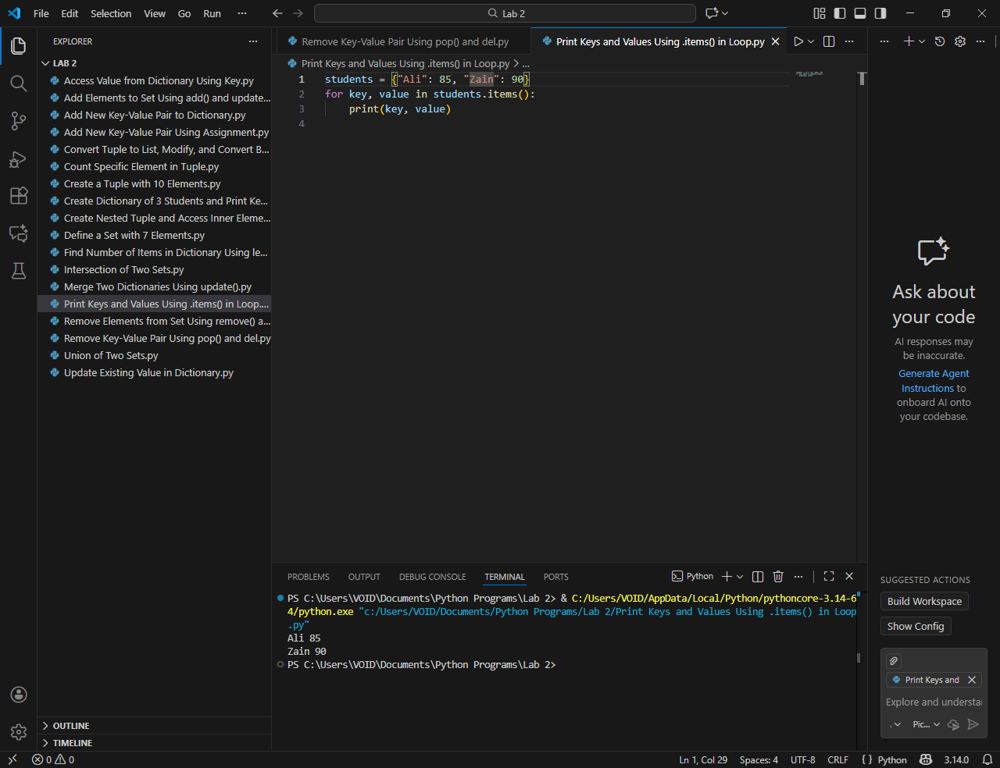 File Edit Selection View Go Run ··· Lab 2
EXPLORER ···
LAB 2
Access Value from Dictionary Using Key.py
Add Elements to Set Using add() and update...
Add New Key-Value Pair to Dictionary.py
Add New Key-Value Pair Using Assignment.py
Convert Tuple to List, Modify, and Convert B...
Count Specific Element in Tuple.py
Create a Tuple with 10 Elements.py
Create Dictionary of 3 Students and Print Ke...
Create Nested Tuple and Access Inner Eleme...
Define a Set with 7 Elements.py
Find Number of Items in Dictionary Using le...
Intersection of Two Sets.py
Merge Two Dictionaries Using update().py
Print Keys and Values Using .items() in Loop....
Remove Elements from Set Using remove() a...
Remove Key-Value Pair Using pop() and del.py
Union of Two Sets.py
Update Existing Value in Dictionary.py
OUTLINE
TIMELINE
Remove Key-Value Pair Using pop() and del.py Print Keys and Values Using .items() in Loop.py
Print Keys and Values Using .items() in Loop.py > ...
1 students = {"Ali": 85, "Zain": 90}
2 for key, value in students.items():
3 print(key, value)
4
PROBLEMS OUTPUT DEBUG CONSOLE TERMINAL PORTS Python
PS C:\Users\VOID\Documents\Python Programs\Lab 2> & C:/Users/VOID/AppData/Local/Python/pythoncore-3.14-6
4/python.exe "c:/Users/VOID/Documents/Python Programs/Lab 2/Print Keys and Values Using .items() in Loop
.py"
Ali 85
Zain 90
PS C:\Users\VOID\Documents\Python Programs\Lab 2>
Ask about
your code
AI responses may
be inaccurate.
Generate Agent
Instructions to
onboard AI onto
your codebase.
SUGGESTED ACTIONS
Build Workspace
Show Config
Print Keys and
Explore and understa
Pic...
0 0 Ln 1, Col 29 Spaces: 4 UTF-8 CRLF { } Python 3.14.0